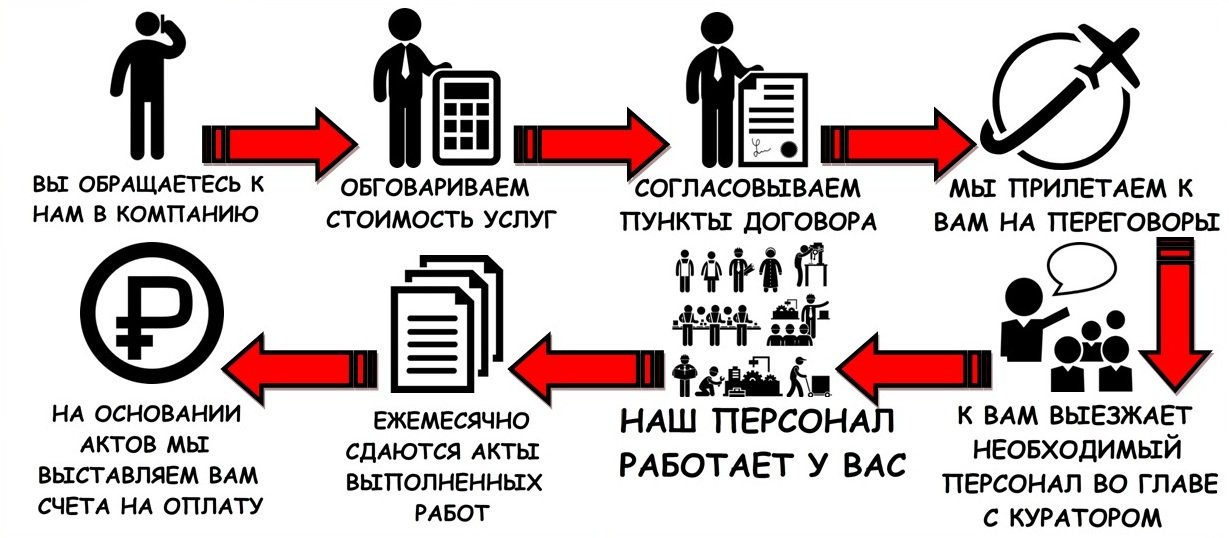 ВЫ ОБРАЩАЕТЕСЬ К
НАМ В КОМПАНИЮ
ОБГОВАРИВАЕМ
СТОИМОСТЬ УСЛУГ
СОГЛАСОВЫВАЕМ
ПУНКТЫ ДОГОВОРА
МЫ ПРИЛЕТАЕМ К
ВАМ НА ПЕРЕГОВОРЫ
К ВАМ ВЫЕЗЖАЕТ
НЕОБХОДИМЫЙ
ПЕРСОНАЛ ВО ГЛАВЕ
С КУРАТОРОМ
НАШ ПЕРСОНАЛ
РАБОТАЕТ У ВАС
ЕЖЕМЕСЯЧНО
СДАЮТСЯ АКТЫ
ВЫПОЛНЕННЫХ
РАБОТ
НА ОСНОВАНИИ
АКТОВ МЫ
ВЫСТАВЛЯЕМ ВАМ
СЧЕТА НА ОПЛАТУ